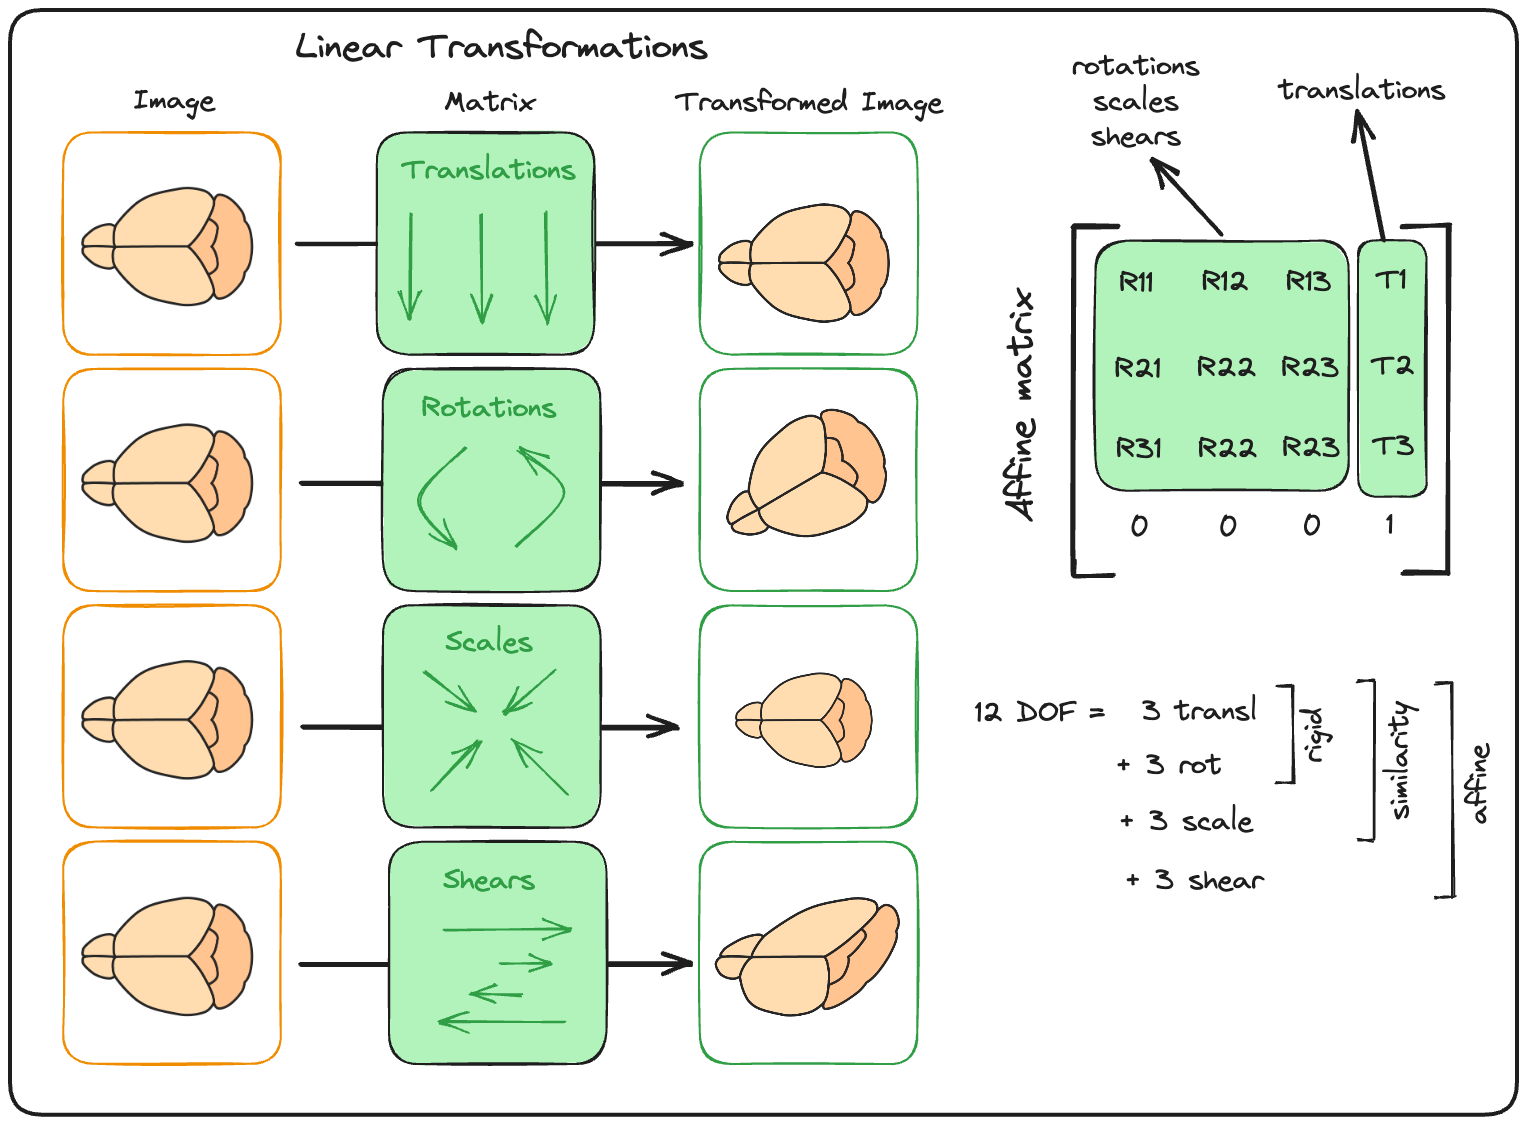 Linear Transformations
Image
Matrix
Transformed Image
Translations
Rotations
Scales
Shears
rotations
scales
shears
translations
Affine matrix
R11 R12 R13 T1
R21 R22 R23 T2
R31 R22 R23 T3
0 0 0 1
12 DOF = 3 transl
+ 3 rot
+ 3 scale
+ 3 shear
rigid
similarity
affine